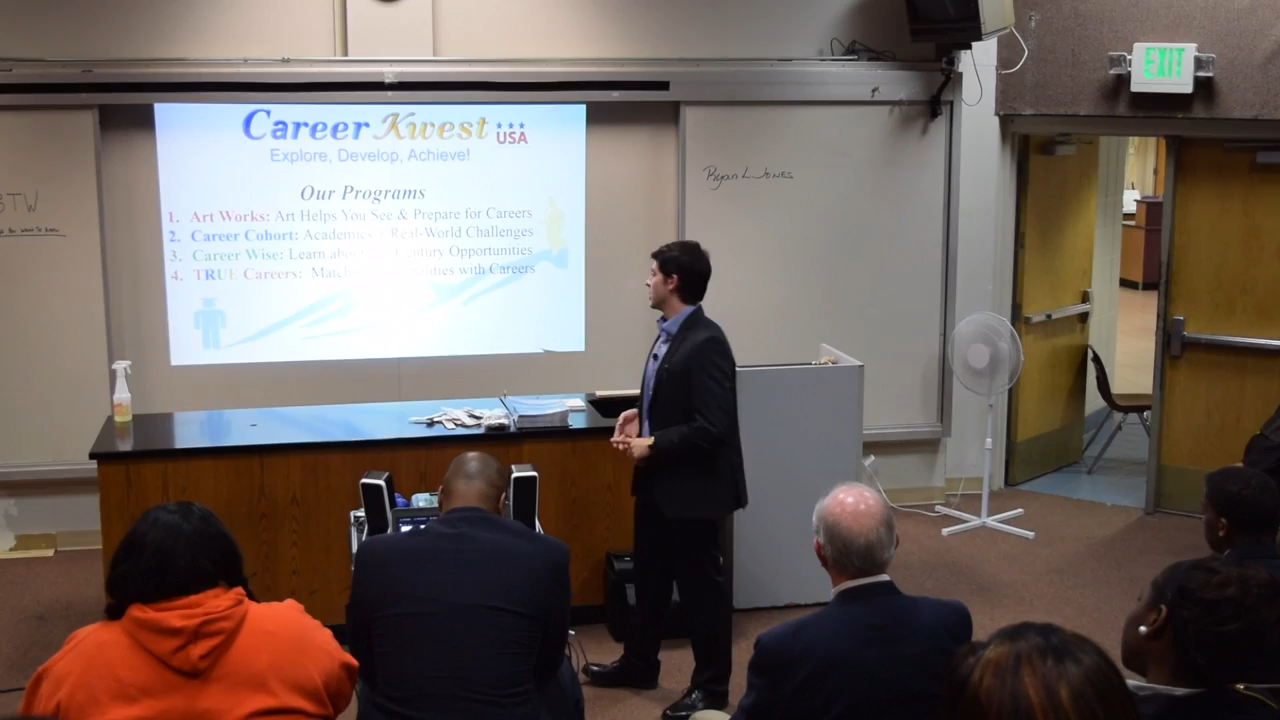 Career Kwest USA
Explore, Develop, Achieve!
Our Programs
1. Art Works: Art Helps You See & Prepare for Careers
2. Career Cohort: Academics Real-World Challenges
3. Career Wise: Learn Century Opportunities
4. TRUE Careers: with Careers
BTW
Ryan L. Jones
EXIT